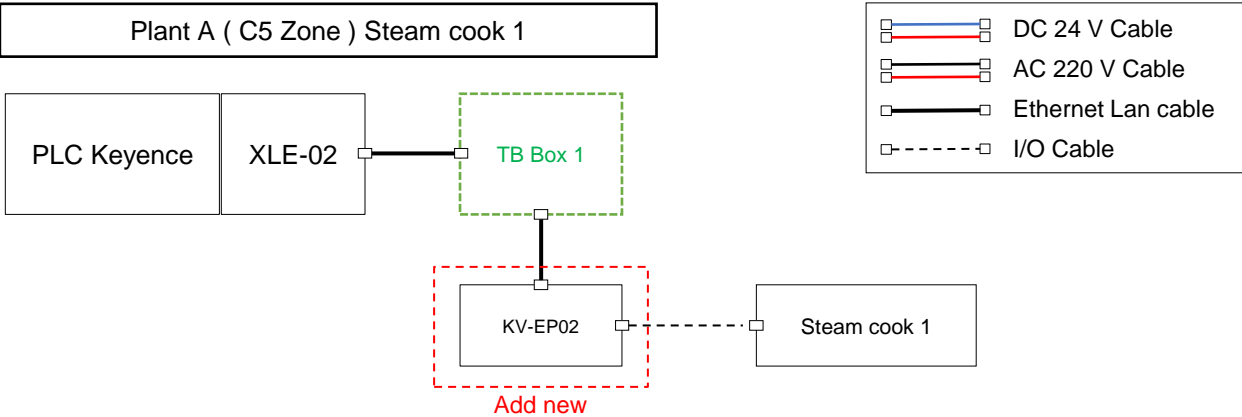 Plant A ( C5 Zone ) Steam cook 1
DC 24 V Cable
AC 220 V Cable
Ethernet Lan cable
I/O Cable
PLC Keyence
XLE-02
TB Box 1
KV-EP02
Steam cook 1
Add new